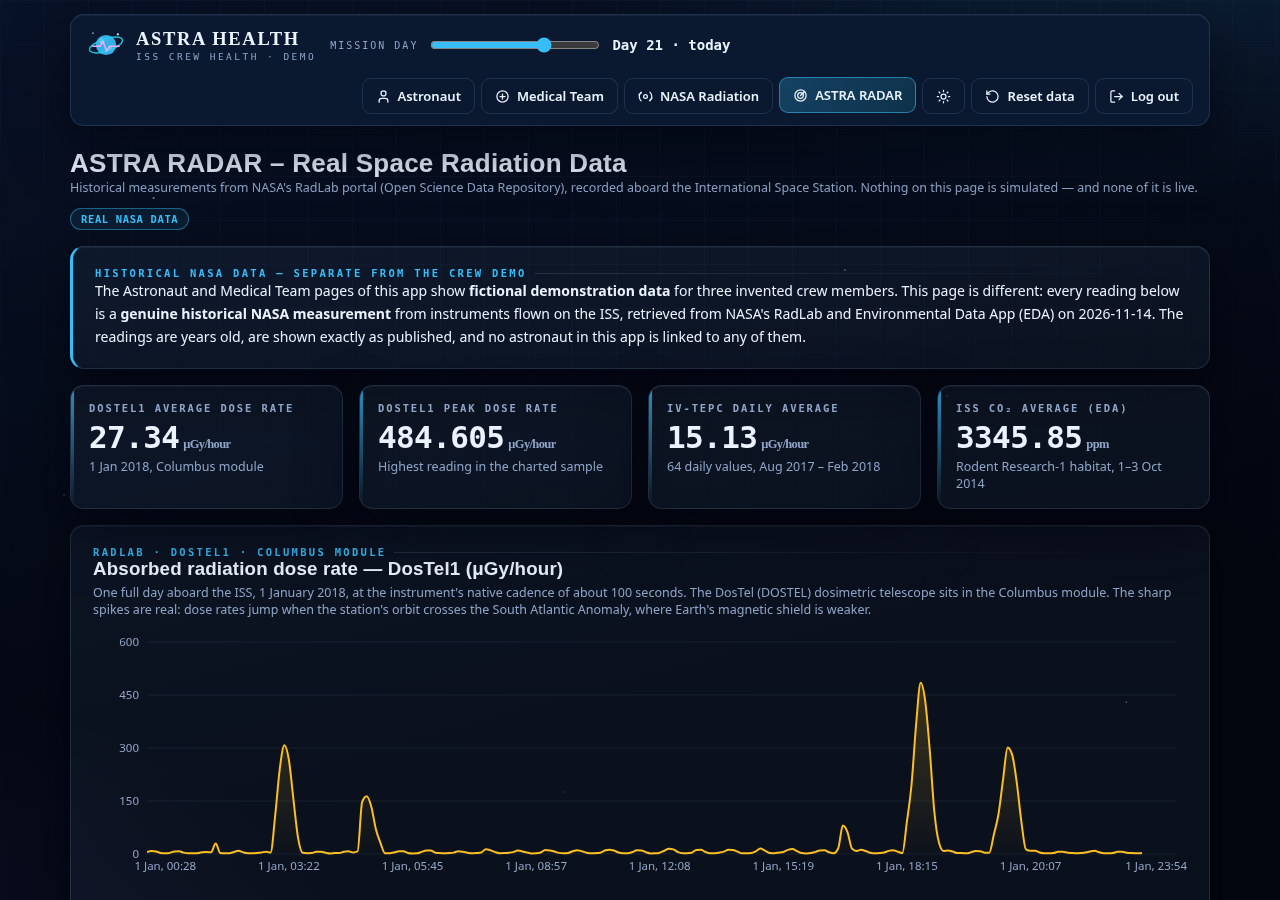 ASTRA HEALTH
ISS CREW HEALTH · DEMO
MISSION DAY
Day 21 · today
Astronaut
Medical Team
NASA Radiation
ASTRA RADAR
Reset data
Log out
ASTRA RADAR – Real Space Radiation Data
Historical measurements from NASA's RadLab portal (Open Science Data Repository), recorded aboard the International Space Station. Nothing on this page is simulated — and none of it is live.
REAL NASA DATA
HISTORICAL NASA DATA — SEPARATE FROM THE CREW DEMO
The Astronaut and Medical Team pages of this app show fictional demonstration data for three invented crew members. This page is different: every reading below
is a genuine historical NASA measurement from instruments flown on the ISS, retrieved from NASA's RadLab and Environmental Data App (EDA) on 2026-11-14. The
readings are years old, are shown exactly as published, and no astronaut in this app is linked to any of them.
DOSTEL1 AVERAGE DOSE RATE
27.34 µGy/hour
1 Jan 2018, Columbus module
DOSTEL1 PEAK DOSE RATE
484.605 µGy/hour
Highest reading in the charted sample
IV-TEPC DAILY AVERAGE
15.13 µGy/hour
64 daily values, Aug 2017 – Feb 2018
ISS CO₂ AVERAGE (EDA)
3345.85 ppm
Rodent Research-1 habitat, 1–3 Oct
2014
RADLAB · DOSTEL1 · COLUMBUS MODULE
Absorbed radiation dose rate — DosTel1 (µGy/hour)
One full day aboard the ISS, 1 January 2018, at the instrument's native cadence of about 100 seconds. The DosTel (DOSTEL) dosimetric telescope sits in the Columbus module. The sharp
spikes are real: dose rates jump when the station's orbit crosses the South Atlantic Anomaly, where Earth's magnetic shield is weaker.
600
450
300
150
0
1 Jan, 00:28
1 Jan, 03:22
1 Jan, 05:45
1 Jan, 08:57
1 Jan, 12:08
1 Jan, 15:19
1 Jan, 18:15
1 Jan, 20:07
1 Jan, 23:54